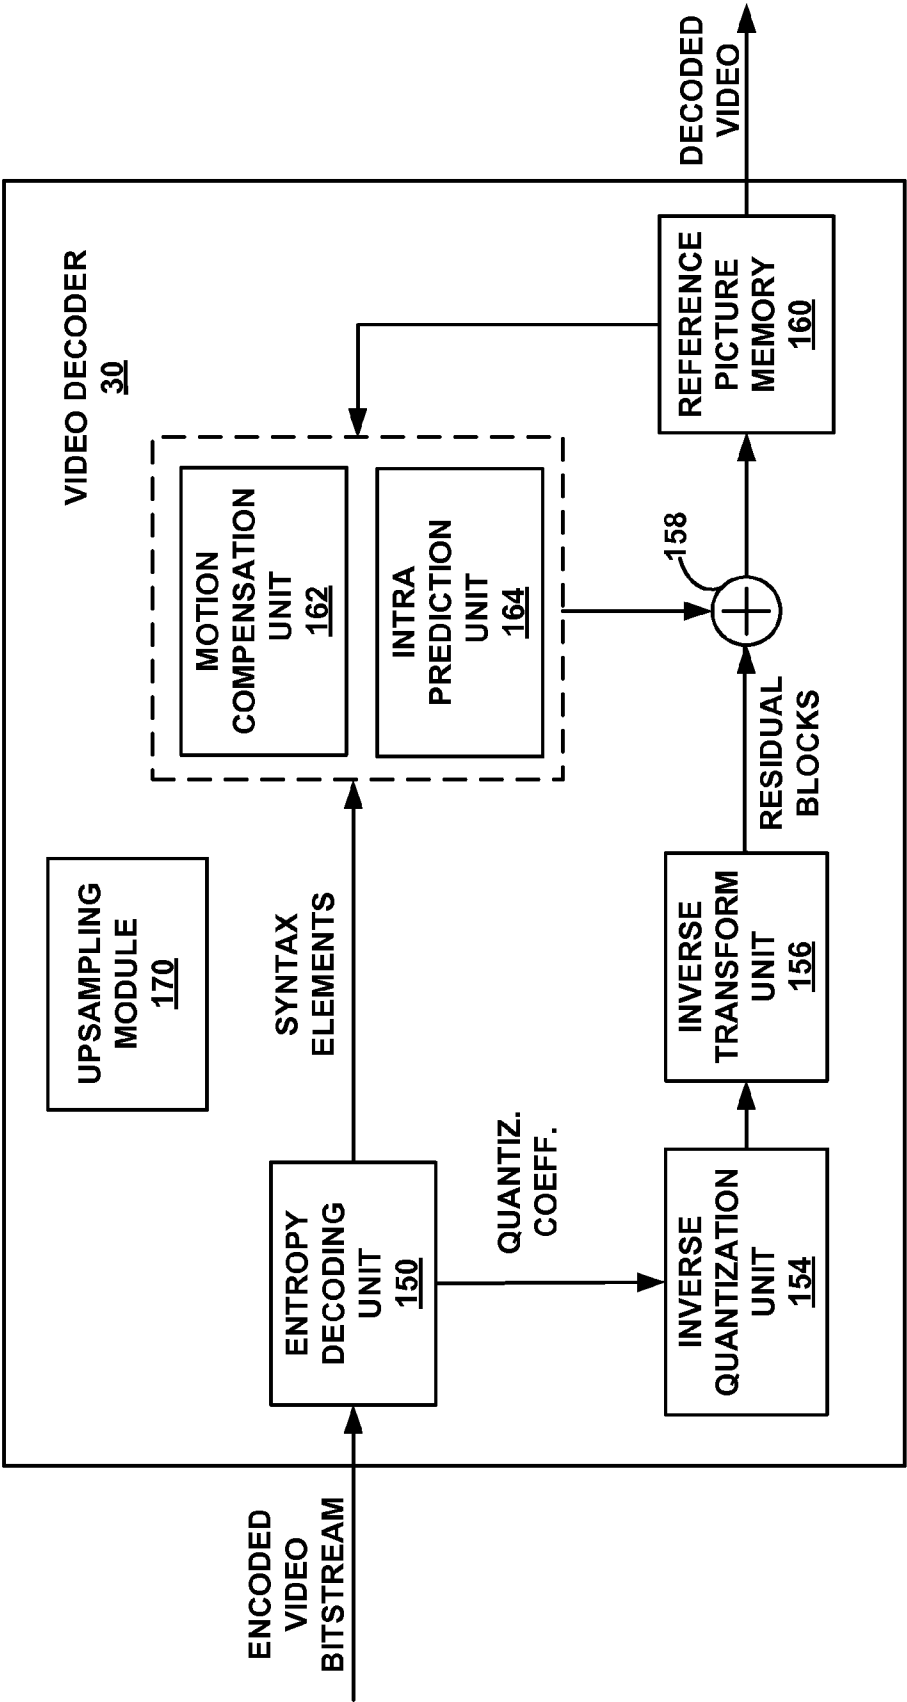 VIDEO DECODER
30
UPSAMPLING
MODULE
170
MOTION
COMPENSATION
UNIT
162
INTRA
PREDICTION
UNIT
164
ENCODED
VIDEO
BITSTREAM
ENTROPY
DECODING
UNIT
150
SYNTAX
ELEMENTS
QUANTIZ.
COEFF.
INVERSE
QUANTIZATION
UNIT
154
INVERSE
TRANSFORM
UNIT
156
RESIDUAL
BLOCKS
158
REFERENCE
PICTURE
MEMORY
160
DECODED
VIDEO